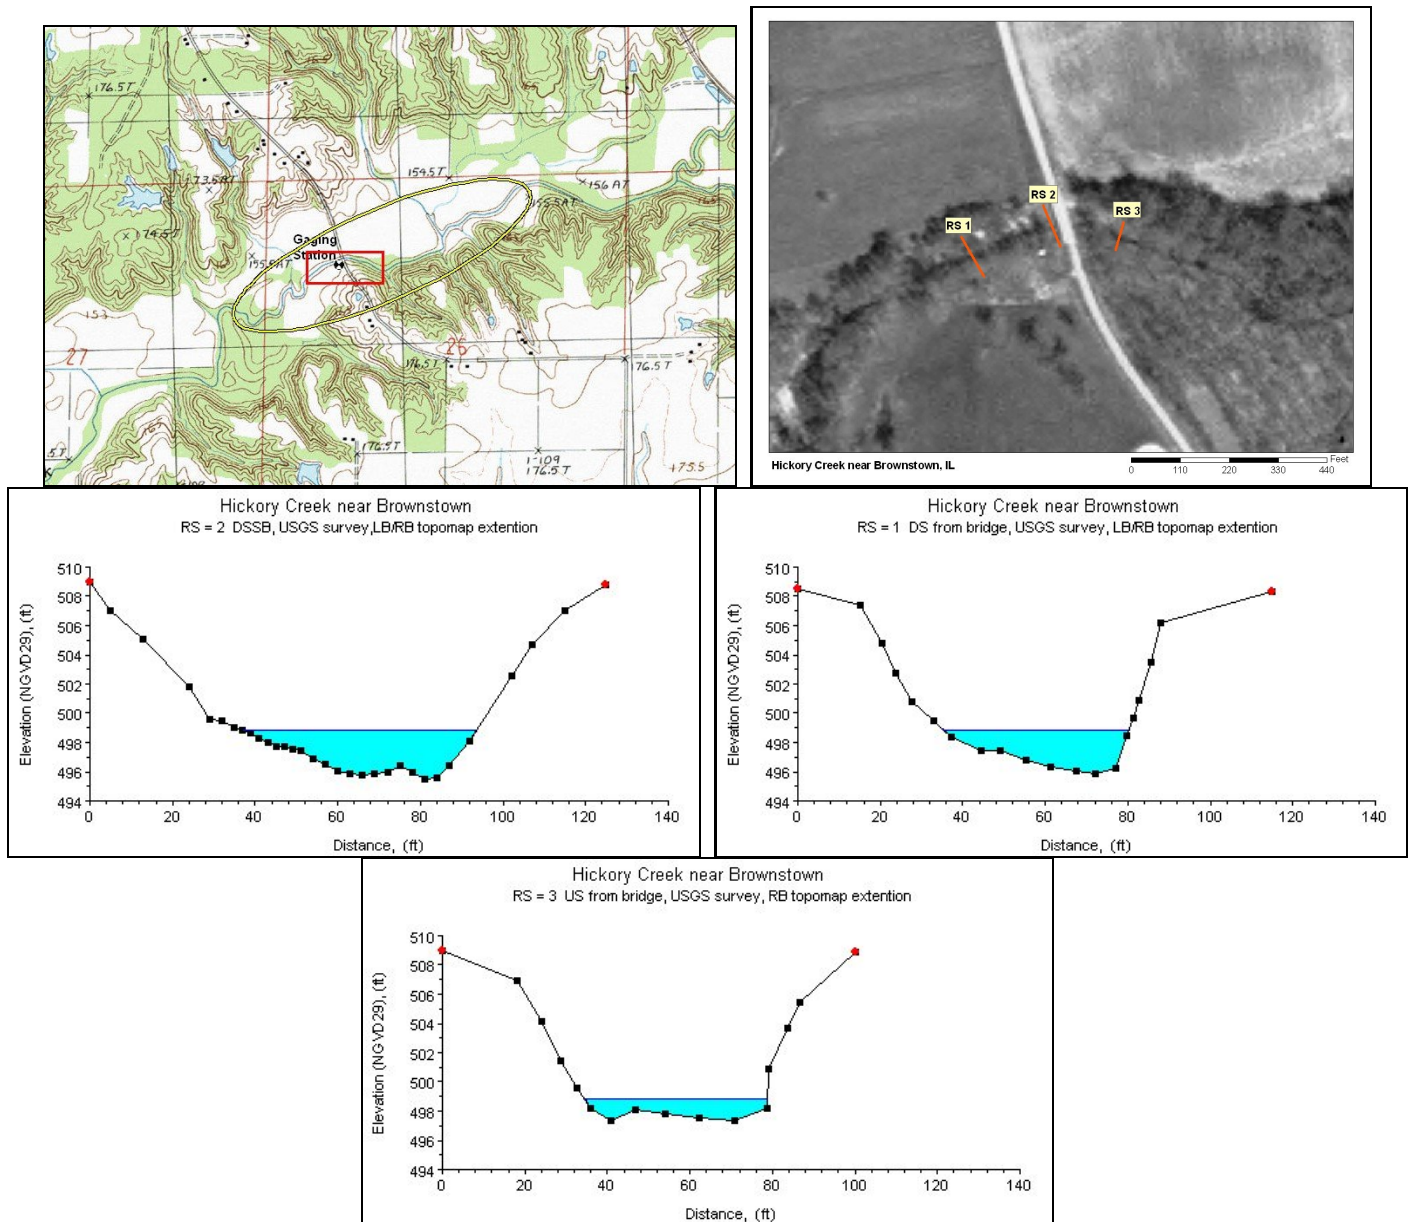 176.5T
154.5T
156 AT
155.5AT
173.5AT
174.5T
Gaging
Station
155.5AT
153
27
26
176.5T
176.5T
176.5T
1-109
176.5T
175.5
163
5.T
RS 1
RS 2
RS 3
Hickory Creek near Brownstown, IL
0 110 220 330 440 Feet
Hickory Creek near Brownstown
RS = 2 DSSB, USGS survey,LB/RB topomap extention
Elevation (NGVD29), (ft)
510
508
506
504
502
500
498
496
494
0 20 40 60 80 100 120 140
Distance, (ft)
Hickory Creek near Brownstown
RS = 1 DS from bridge, USGS survey, LB/RB topomap extention
Elevation (NGVD29), (ft)
510
508
506
504
502
500
498
496
494
0 20 40 60 80 100 120 140
Distance, (ft)
Hickory Creek near Brownstown
RS = 3 US from bridge, USGS survey, RB topomap extention
Elevation (NGVD29), (ft)
510
508
506
504
502
500
498
496
494
0 20 40 60 80 100 120 140
Distance, (ft)